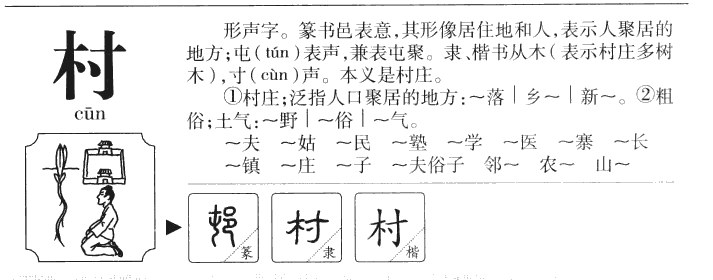 村
cūn
形声字。篆书邑表意,其形像居住地和人,表示人聚居的
地方;屯(tún)表声,兼表屯聚。隶、楷书从木(表示村庄多树
木),寸(cùn)声。本义是村庄。
①村庄;泛指人口聚居的地方:～落｜乡～｜新～。②粗
俗;土气:～野｜～俗｜～气。
～夫 ～姑 ～民 ～塾 ～学 ～医 ～寨 ～长
～镇 ～庄 ～子 ～夫俗子 邻～ 农～ 山～
邨 篆
村 隶
村 楷